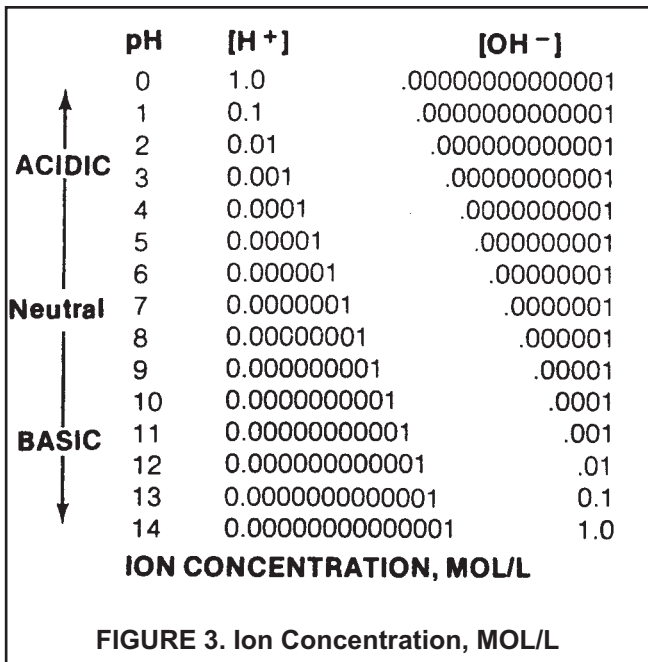 pH [H +] [OH −]
0 1.0 .00000000000001
1 0.1 .0000000000001
2 0.01 .000000000001
ACIDIC
3 0.001 .00000000001
4 0.0001 .0000000001
5 0.00001 .000000001
6 0.000001 .00000001
Neutral 7 0.0000001 .0000001
8 0.00000001 .000001
9 0.000000001 .00001
10 0.0000000001 .0001
BASIC 11 0.00000000001 .001
12 0.000000000001 .01
13 0.0000000000001 0.1
14 0.00000000000001 1.0
ION CONCENTRATION, MOL/L
FIGURE 3. Ion Concentration, MOL/L